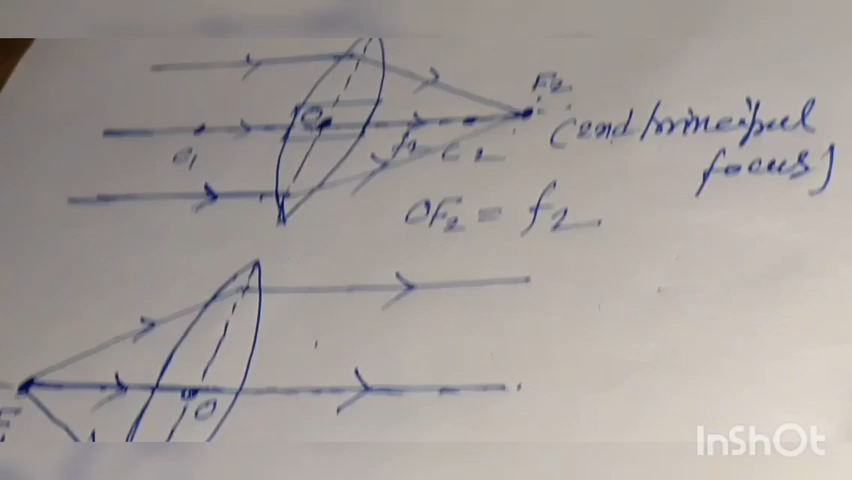 F₂
O
(2nd principal
C₁
f₂
C₂
focus)
OF₂ = f₂
O
F
InShOt